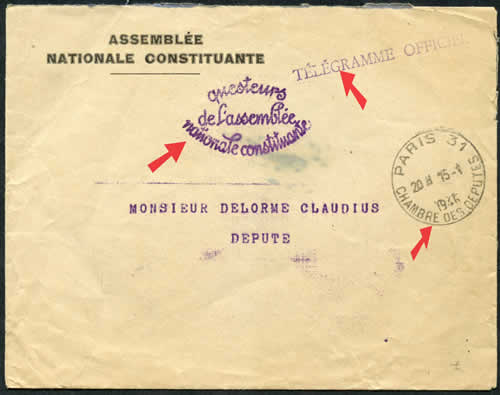 ASSEMBLÉE
NATIONALE CONSTITUANTE
TÉLÉGRAMME OFFICIEL
questeurs
de l'assemblée
nationale constituante
PARIS 31
20 H 15-1
1946
CHAMBRE DES DEPUTES
MONSIEUR DELORME CLAUDIUS
DEPUTE